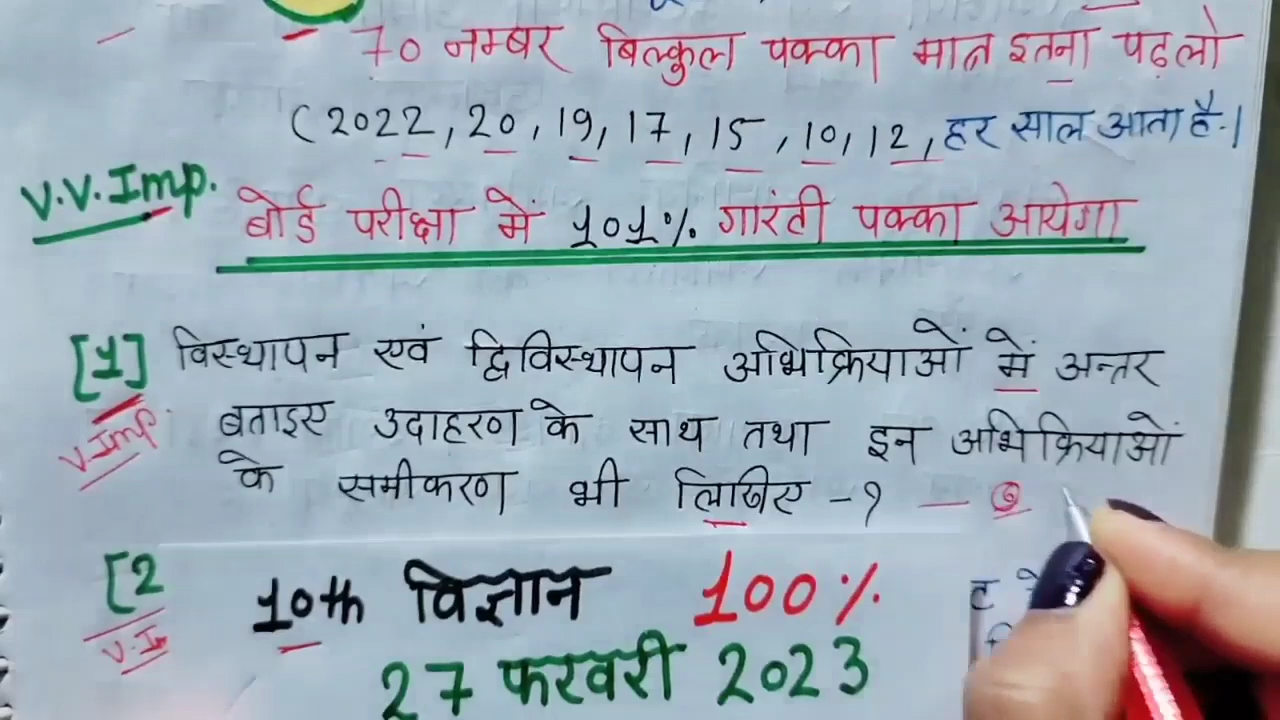 70 नम्बर बिल्कुल पक्का मात्र इतना पढ़ लो
(2022, 20, 19, 17, 15, 10, 12, हर साल आता है।
V.V. Imp.
बोर्ड परीक्षा में 101% गारंटी पक्का आयेगा
[1] विस्थापन एवं द्विविस्थापन अभिक्रियाओं में अन्तर
V.Imp बताइए उदाहरण के साथ तथा इन अभिक्रियाओं
के समीकरण भी लिखिए -?
[2
V.Im
10th विज्ञान 100%
27 फरवरी 2023